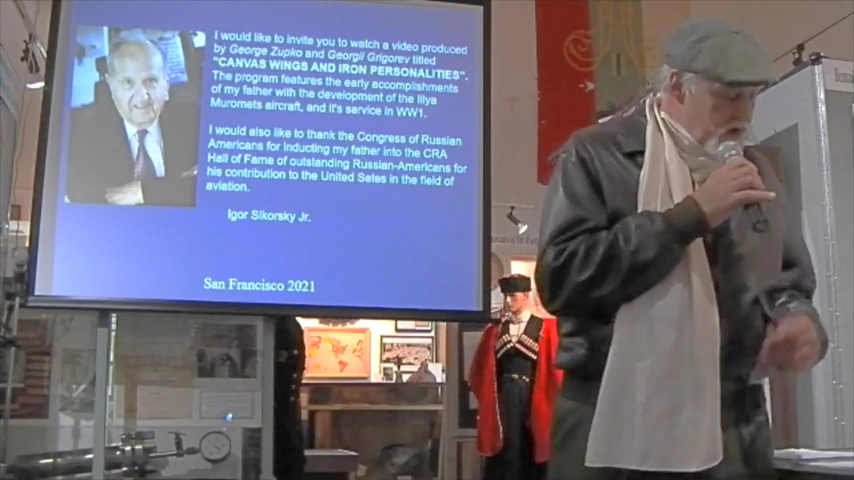 I would like to invite you to watch a video produced
by George Zupko and Georgii Grigorev titled
"CANVAS WINGS AND IRON PERSONALITIES".
The program features the early accomplishments
of my father with the development of the Illya
Muromets aircraft, and it's service in WW1.
I would also like to thank the Congress of Russian
Americans for inducting my father into the CRA
Hall of Fame of outstanding Russian-Americans for
his contribution to the United Sates in the field of
aviation.
Igor Sikorsky Jr.
San Francisco 2021